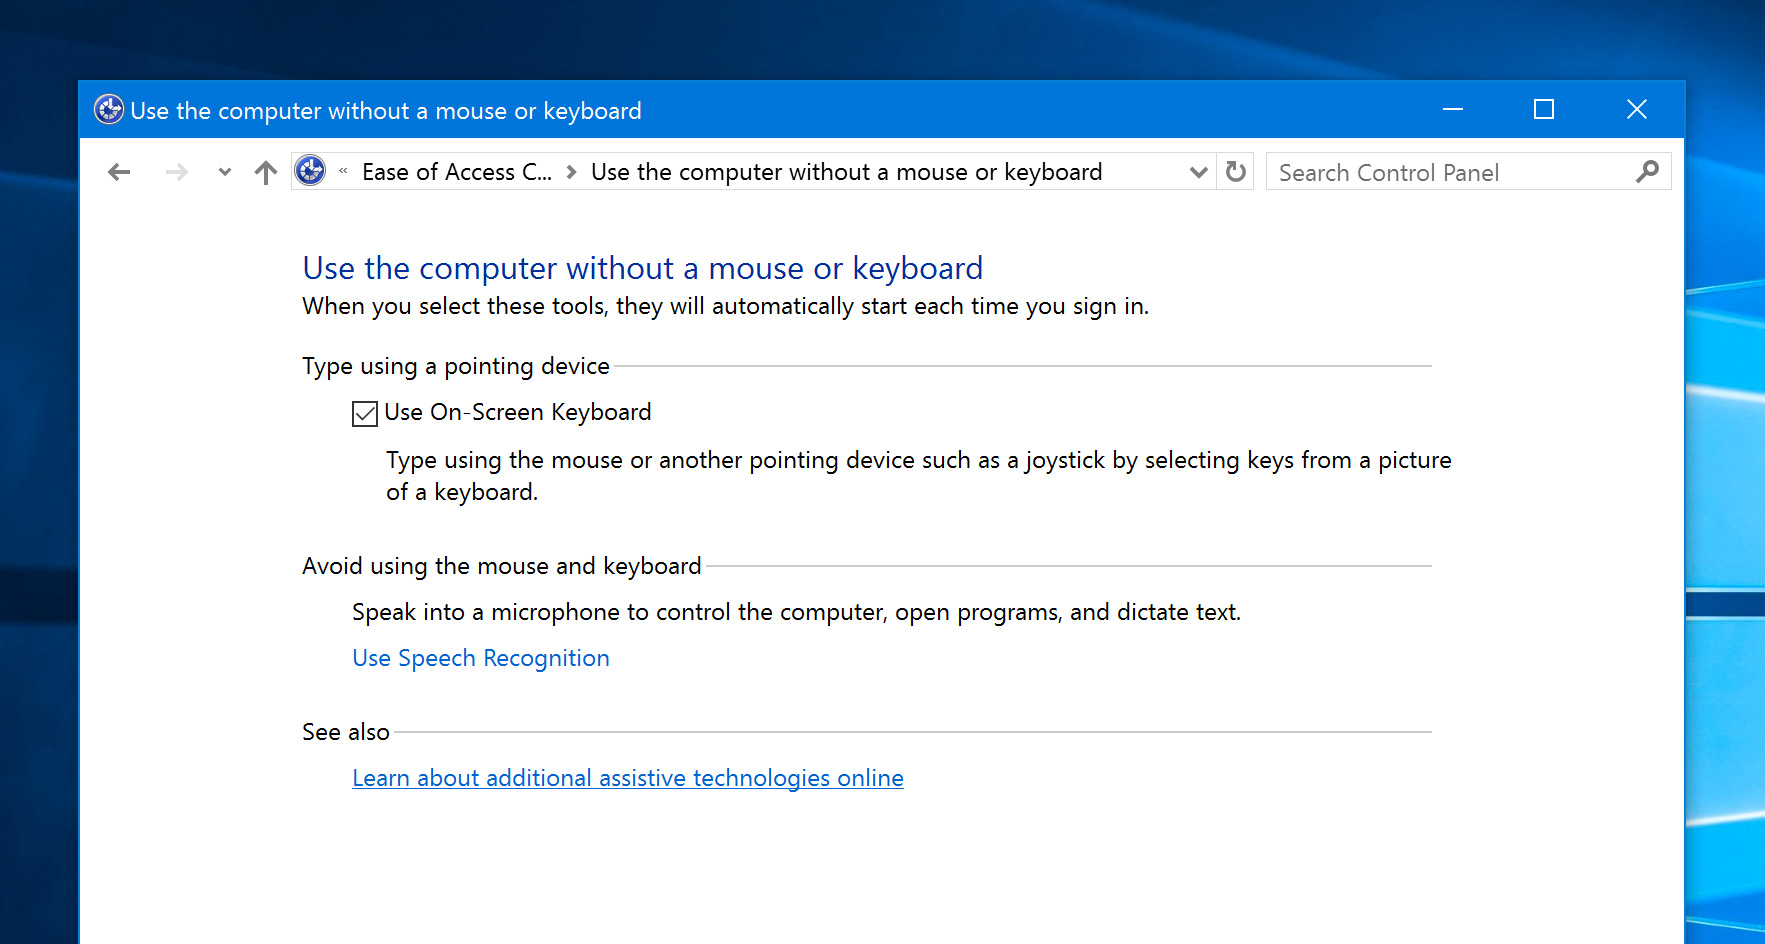 Use the computer without a mouse or keyboard
« Ease of Access C... > Use the computer without a mouse or keyboard
Search Control Panel
Use the computer without a mouse or keyboard
When you select these tools, they will automatically start each time you sign in.
Type using a pointing device
Use On-Screen Keyboard
Type using the mouse or another pointing device such as a joystick by selecting keys from a picture
of a keyboard.
Avoid using the mouse and keyboard
Speak into a microphone to control the computer, open programs, and dictate text.
Use Speech Recognition
See also
Learn about additional assistive technologies online